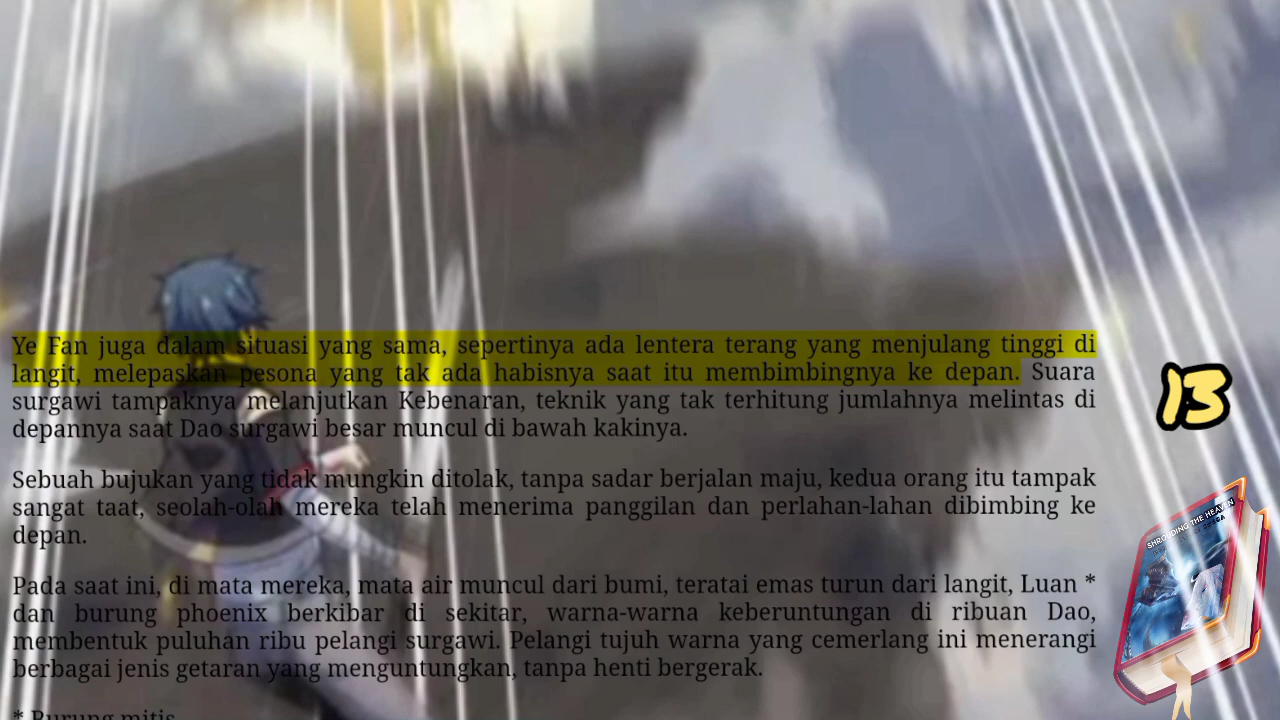 Ye Fan juga dalam situasi yang sama, sepertinya ada lentera terang yang menjulang tinggi di
langit, melepaskan pesona yang tak ada habisnya saat itu membimbingnya ke depan. Suara
surgawi tampaknya melanjutkan Kebenaran, teknik yang tak terhitung jumlahnya melintas di
depannya saat Dao surgawi besar muncul di bawah kakinya.
Sebuah bujukan yang tidak mungkin ditolak, tanpa sadar berjalan maju, kedua orang itu tampak
sangat taat, seolah-olah mereka telah menerima panggilan dan perlahan-lahan dibimbing ke
depan.
Pada saat ini, di mata mereka, mata air muncul dari bumi, teratai emas turun dari langit, Luan *
dan burung phoenix berkibar di sekitar, warna-warna keberuntungan di ribuan Dao,
membentuk puluhan ribu pelangi surgawi. Pelangi tujuh warna yang cemerlang ini menerangi
berbagai jenis getaran yang menguntungkan, tanpa henti bergerak.
* Burung mitis
13
SHROUDING THE HEAVEN